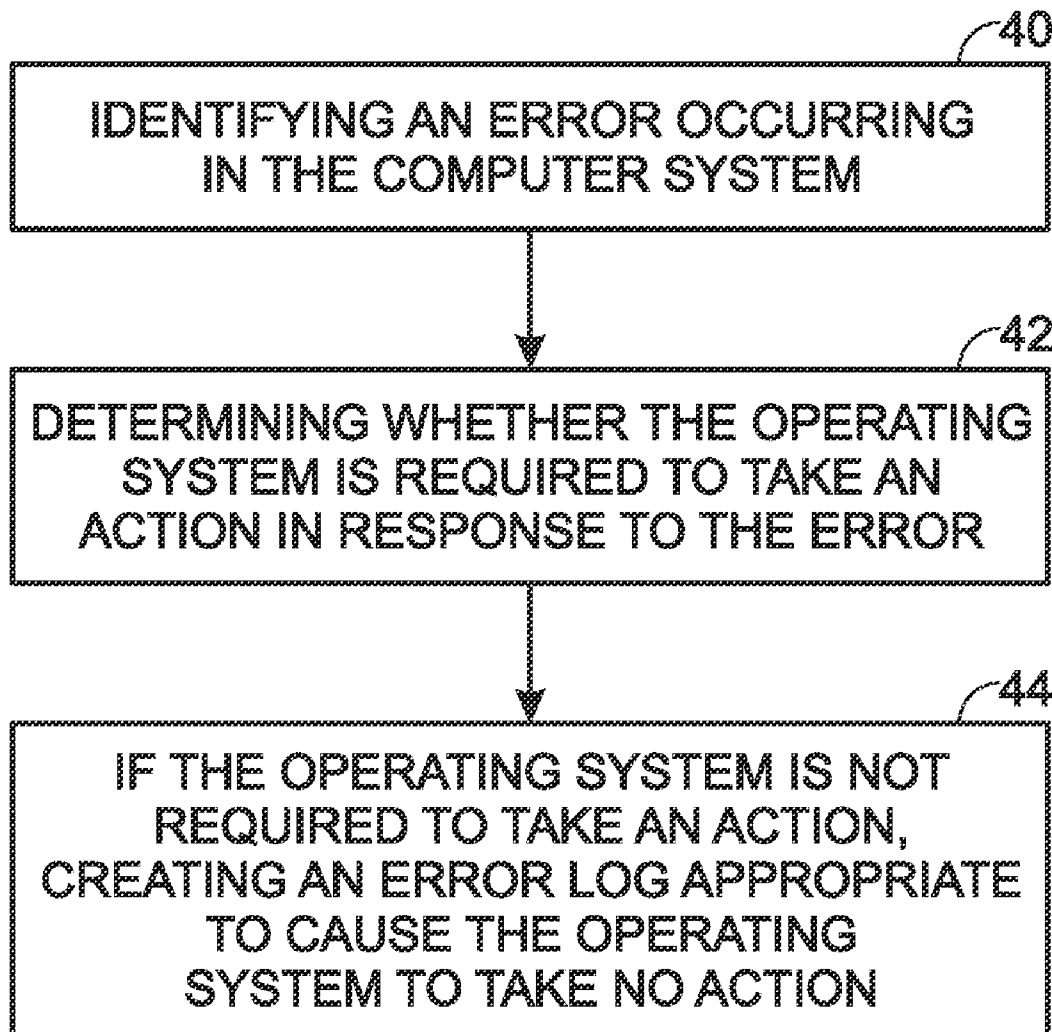 40
IDENTIFYING AN ERROR OCCURRING
IN THE COMPUTER SYSTEM
42
DETERMINING WHETHER THE OPERATING
SYSTEM IS REQUIRED TO TAKE AN
ACTION IN RESPONSE TO THE ERROR
44
IF THE OPERATING SYSTEM IS NOT
REQUIRED TO TAKE AN ACTION,
CREATING AN ERROR LOG APPROPRIATE
TO CAUSE THE OPERATING
SYSTEM TO TAKE NO ACTION